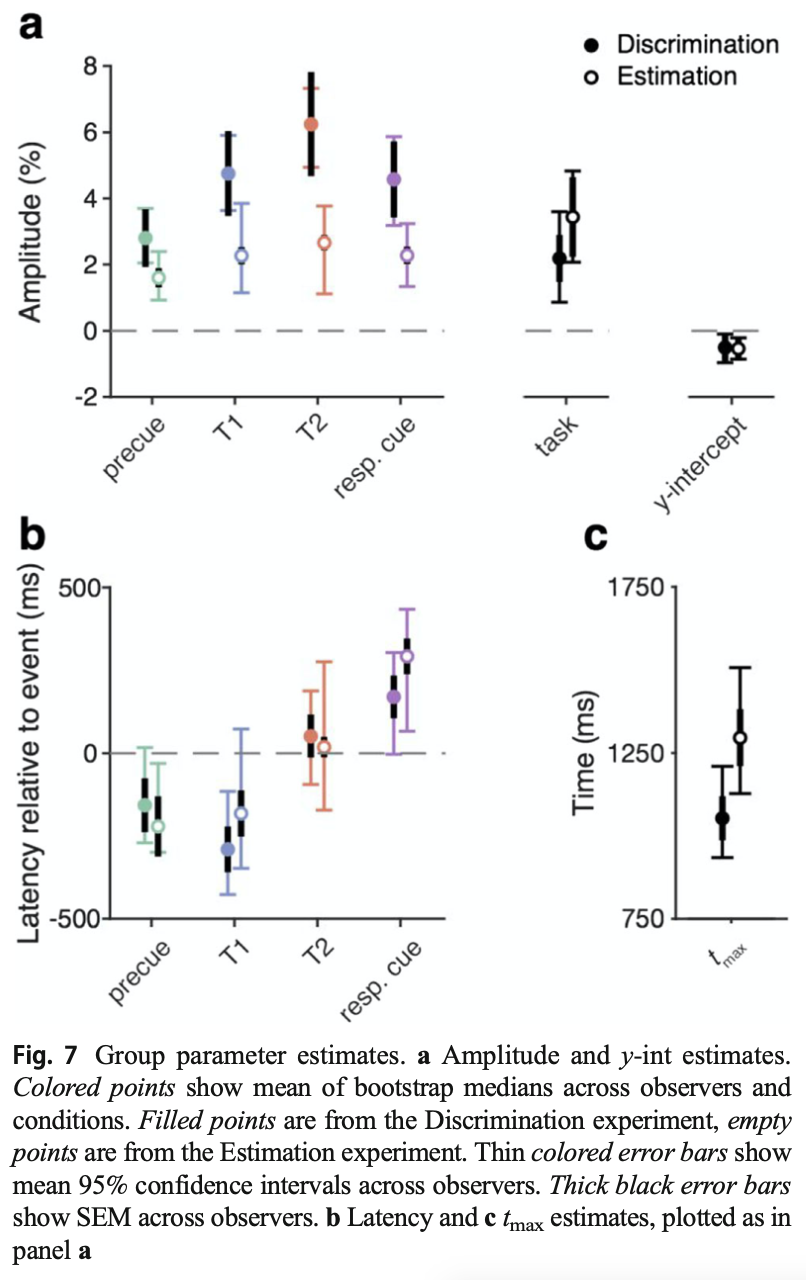 a
Discrimination
Estimation
Amplitude (%)
8
6
4
2
0
-2
precue
T1
T2
resp. cue
task
y-intercept
b
Latency relative to event (ms)
500
0
-500
precue
T1
T2
resp. cue
c
Time (ms)
1750
1250
750
tmax
Fig. 7 Group parameter estimates. a Amplitude and y-int estimates.
Colored points show mean of bootstrap medians across observers and
conditions. Filled points are from the Discrimination experiment, empty
points are from the Estimation experiment. Thin colored error bars show
mean 95% confidence intervals across observers. Thick black error bars
show SEM across observers. b Latency and c tmax estimates, plotted as in
panel a